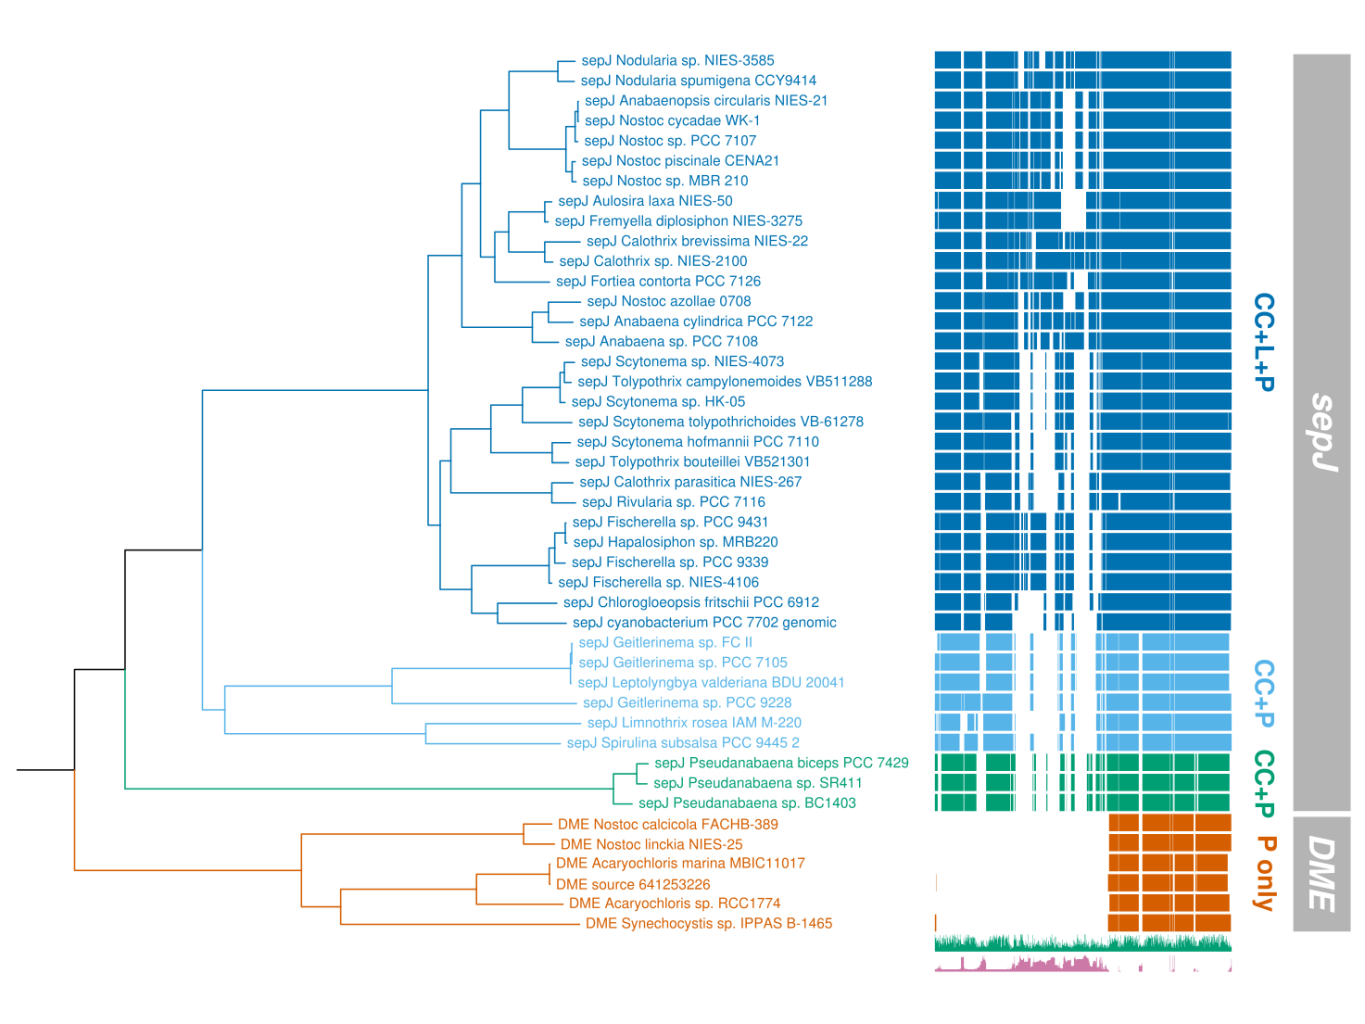 sepJ Nodularia sp. NIES-3585
sepJ Nodularia spumigena CCY9414
sepJ Anabaenopsis circularis NIES-21
sepJ Nostoc cycadae WK-1
sepJ Nostoc sp. PCC 7107
sepJ Nostoc piscinale CENA21
sepJ Nostoc sp. MBR 210
sepJ Aulosira laxa NIES-50
sepJ Fremyella diplosiphon NIES-3275
sepJ Calothrix brevissima NIES-22
sepJ Calothrix sp. NIES-2100
sepJ Fortiea contorta PCC 7126
sepJ Nostoc azollae 0708
sepJ Anabaena cylindrica PCC 7122
sepJ Anabaena sp. PCC 7108
sepJ Scytonema sp. NIES-4073
sepJ Tolypothrix campylonemoides VB511288
sepJ Scytonema sp. HK-05
sepJ Scytonema tolypothrichoides VB-61278
sepJ Scytonema hofmannii PCC 7110
sepJ Tolypothrix bouteillei VB521301
sepJ Calothrix parasitica NIES-267
sepJ Rivularia sp. PCC 7116
sepJ Fischerella sp. PCC 9431
sepJ Hapalosiphon sp. MRB220
sepJ Fischerella sp. PCC 9339
sepJ Fischerella sp. NIES-4106
sepJ Chlorogloeopsis fritschii PCC 6912
sepJ cyanobacterium PCC 7702 genomic
sepJ Geitlerinema sp. FC II
sepJ Geitlerinema sp. PCC 7105
sepJ Leptolyngbya valderiana BDU 20041
sepJ Geitlerinema sp. PCC 9228
sepJ Limnothrix rosea IAM M-220
sepJ Spirulina subsalsa PCC 9445 2
sepJ Pseudanabaena biceps PCC 7429
sepJ Pseudanabaena sp. SR411
sepJ Pseudanabaena sp. BC1403
DME Nostoc calcicola FACHB-389
DME Nostoc linckia NIES-25
DME Acaryochloris marina MBIC11017
DME source 641253226
DME Acaryochloris sp. RCC1774
DME Synechocystis sp. IPPAS B-1465
CC+L+P
CC+P
CC+P
P only
sepJ
DME